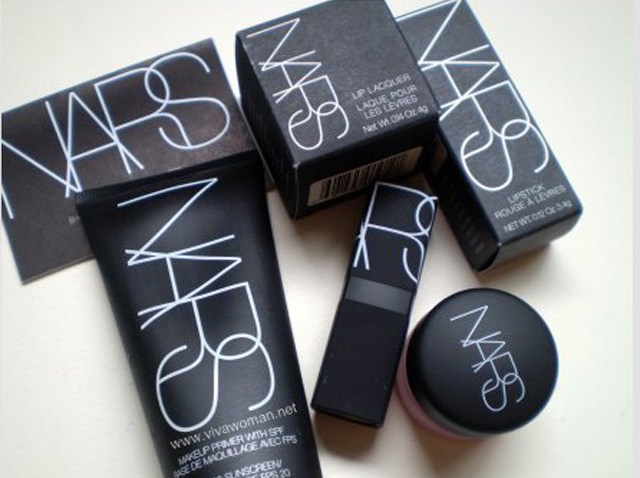 NARS
NARS
LIP LACQUER
LAQUE POUR
LES LÈVRES
Net Wt. 0.14 Oz. 4g
NARS
LIPSTICK
ROUGE À LÈVRES
NET WT. 0.12 Oz. 3.4g
NARS
www.vivawoman.net
MAKEUP PRIMER WITH SPF
BASE DE MAQUILLAGE AVEC FPS
SUNSCREEN/
FPS 20
NARS
NARS